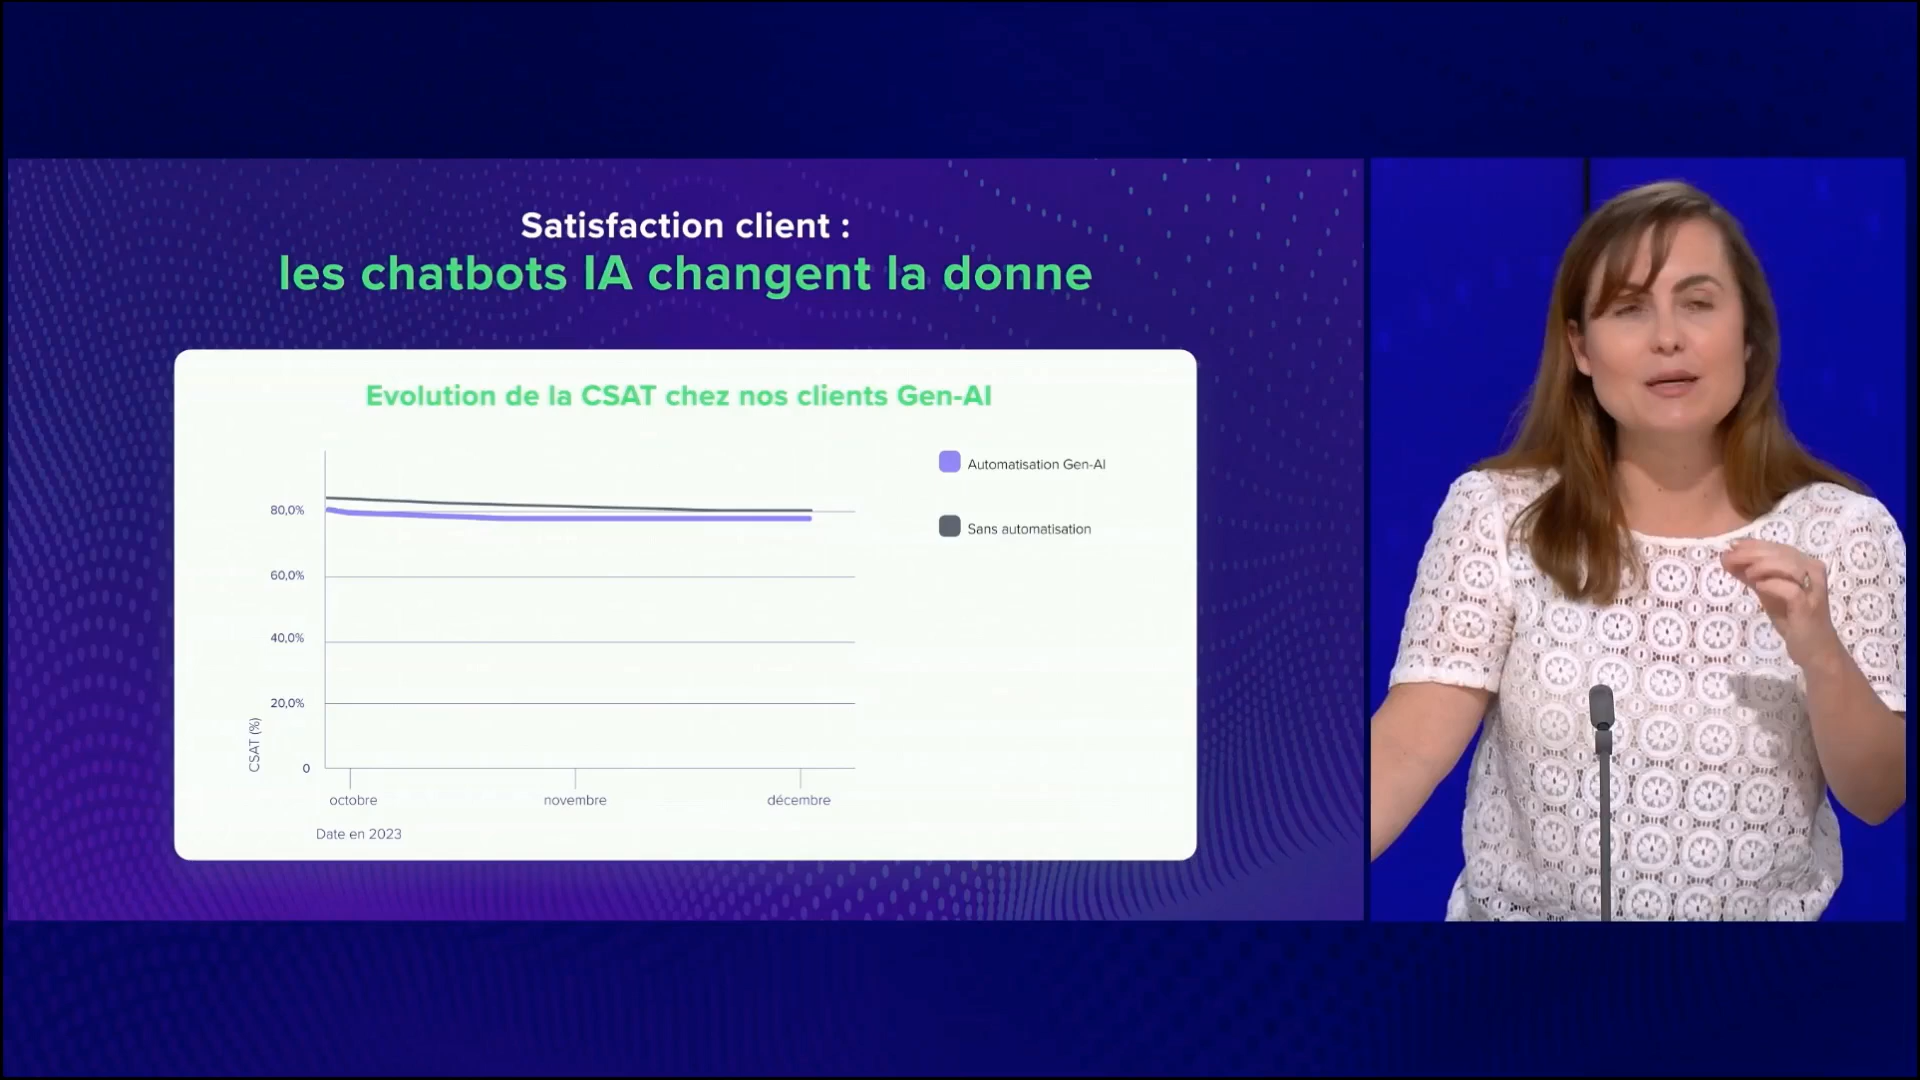 Satisfaction client :
les chatbots IA changent la donne
Evolution de la CSAT chez nos clients Gen-AI
Automatisation Gen-AI
Sans automatisation
80,0%
60,0%
40,0%
20,0%
0
CSAT (%)
octobre
novembre
décembre
Date en 2023